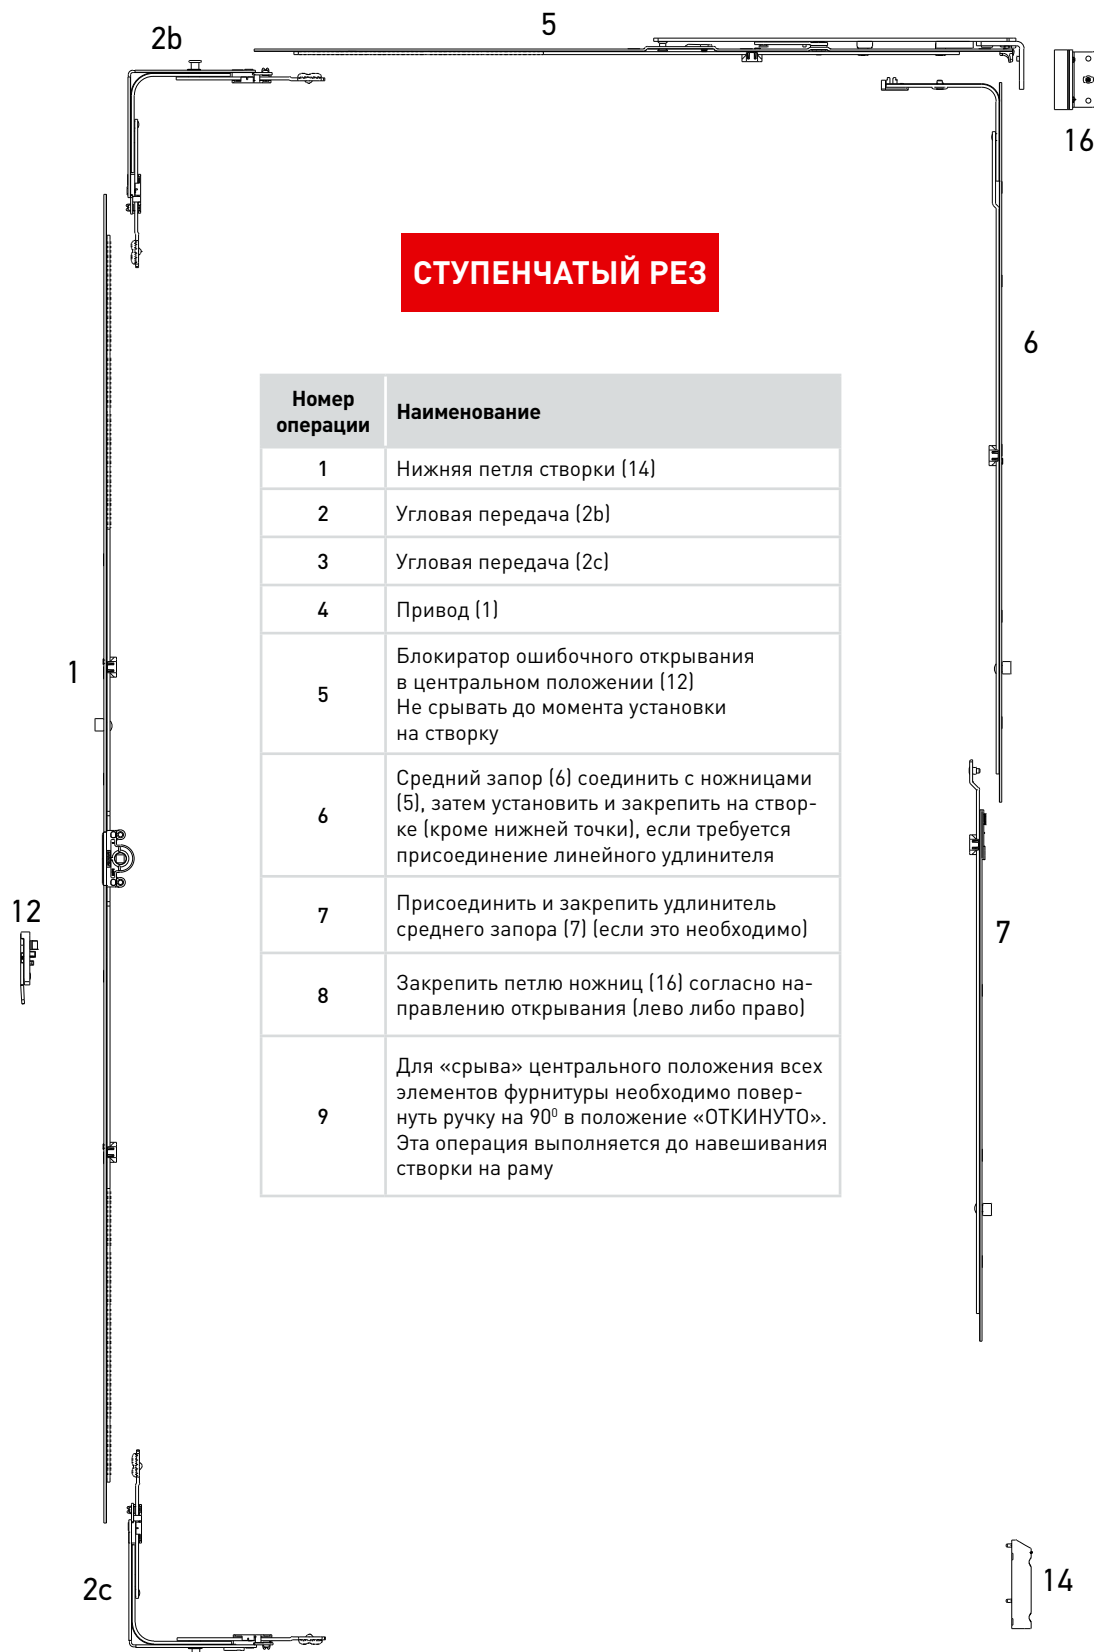 5
2b
16
СТУПЕНЧАТЫЙ РЕЗ
6
Номер операции
Наименование
1
Нижняя петля створки (14)
2
Угловая передача (2b)
3
Угловая передача (2c)
4
Привод (1)
5
Блокиратор ошибочного открывания
в центральном положении (12)
Не срывать до момента установки
на створку
6
Средний запор (6) соединить с ножницами
(5), затем установить и закрепить на створ-
ке (кроме нижней точки), если требуется
присоединение линейного удлинителя
7
Присоединить и закрепить удлинитель
среднего запора (7) (если это необходимо)
8
Закрепить петлю ножниц (16) согласно на-
правлению открывания (лево либо право)
9
Для «срыва» центрального положения всех
элементов фурнитуры необходимо повер-
нуть ручку на 90⁰ в положение «ОТКИНУТО».
Эта операция выполняется до навешивания
створки на раму
1
12
7
2c
14